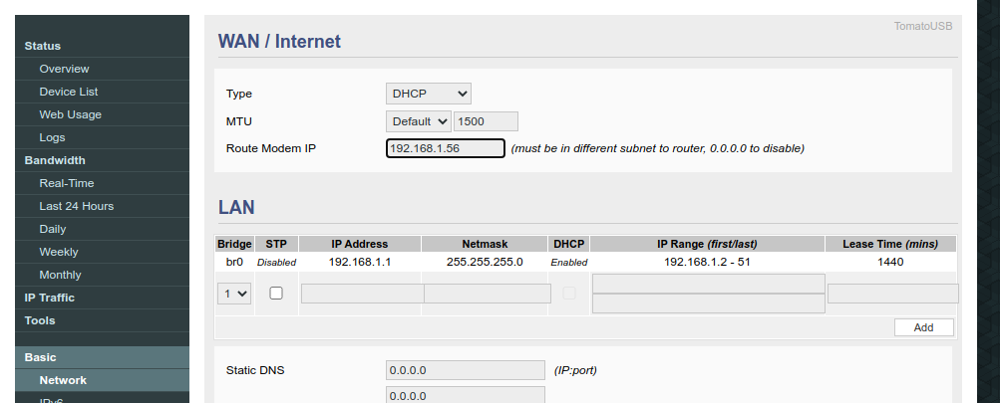 TomatoUSB
Status
Overview
Device List
Web Usage
Logs
Bandwidth
Real-Time
Last 24 Hours
Daily
Weekly
Monthly
IP Traffic
Tools
Basic
Network
IPv6
WAN / Internet
Type DHCP
MTU Default 1500
Route Modem IP 192.168.1.56 (must be in different subnet to router, 0.0.0.0 to disable)
LAN
Bridge STP IP Address Netmask DHCP IP Range (first/last) Lease Time (mins)
br0 Disabled 192.168.1.1 255.255.255.0 Enabled 192.168.1.2 - 51 1440
1
Add
Static DNS 0.0.0.0 (IP:port)
0.0.0.0